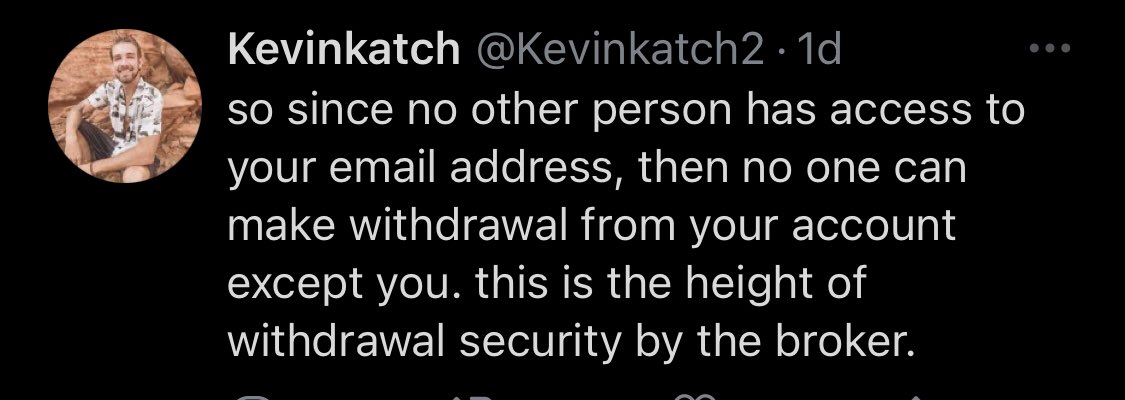 Kevinkatch @Kevinkatch2 · 1d
so since no other person has access to
your email address, then no one can
make withdrawal from your account
except you. this is the height of
withdrawal security by the broker.